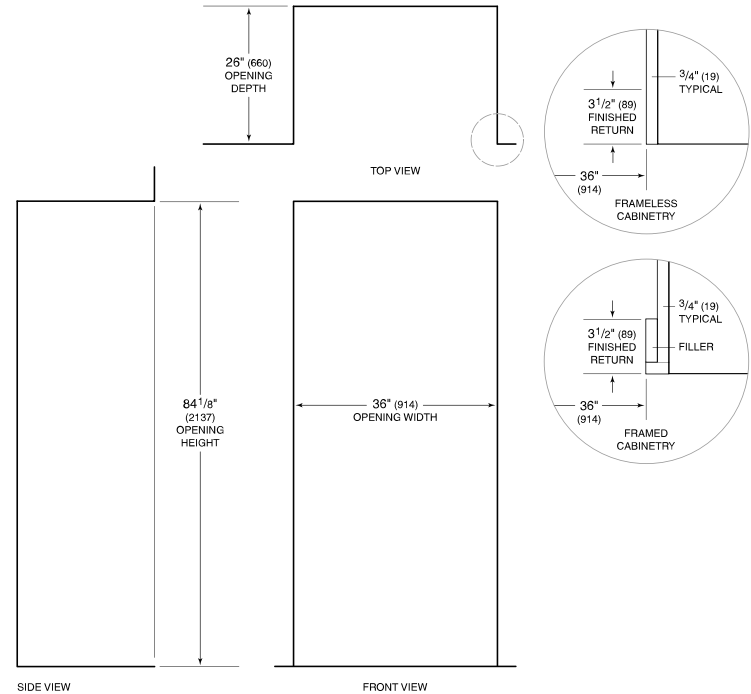 26" (660)
OPENING
DEPTH
TOP VIEW
3/4" (19)
TYPICAL
3 1/2" (89)
FINISHED
RETURN
36"
(914)
FRAMELESS
CABINETRY
3/4" (19)
TYPICAL
3 1/2" (89)
FINISHED
RETURN
FILLER
36"
(914)
FRAMED
CABINETRY
84 1/8"
(2137)
OPENING
HEIGHT
36" (914)
OPENING WIDTH
SIDE VIEW
FRONT VIEW